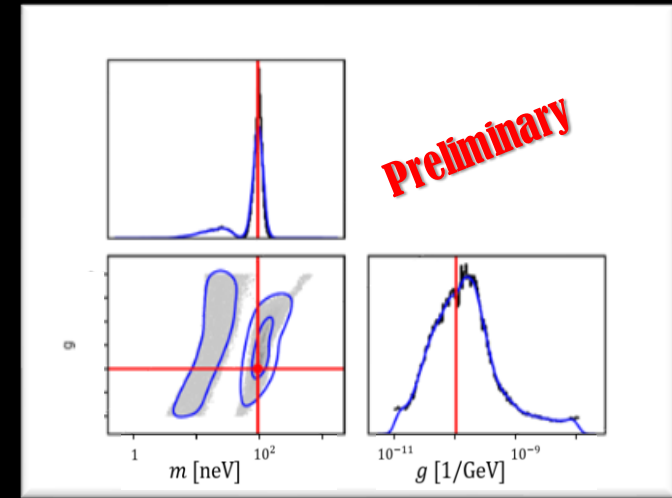 Preliminary
g
1
10²
m [neV]
10⁻¹¹
10⁻⁹
g [1/GeV]